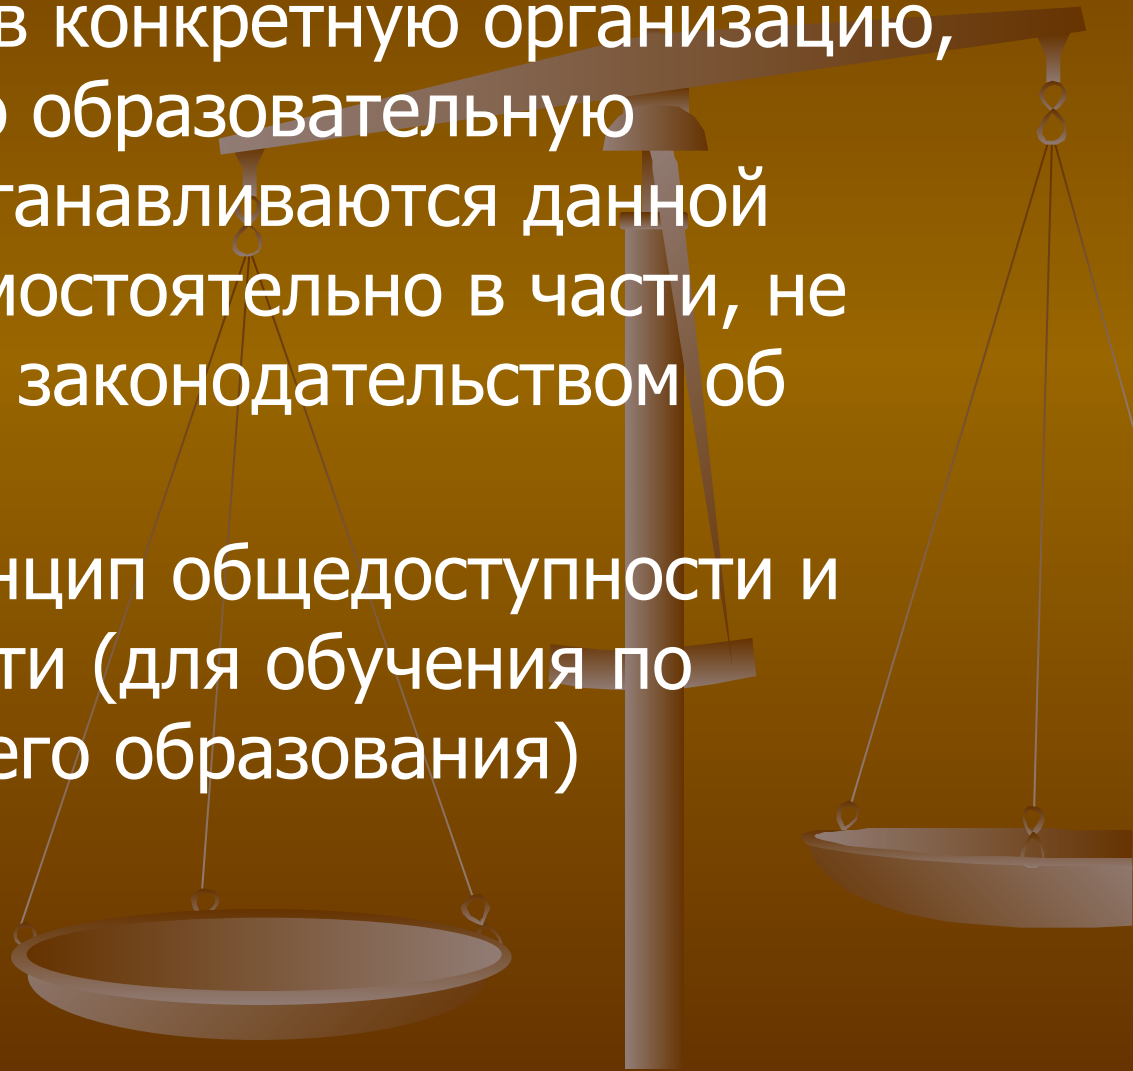 в конкретную организацию,
о образовательную
танавливаются данной
мостоятельно в части, не
законодательством об
нцип общедоступности и
ти (для обучения по
его образования)